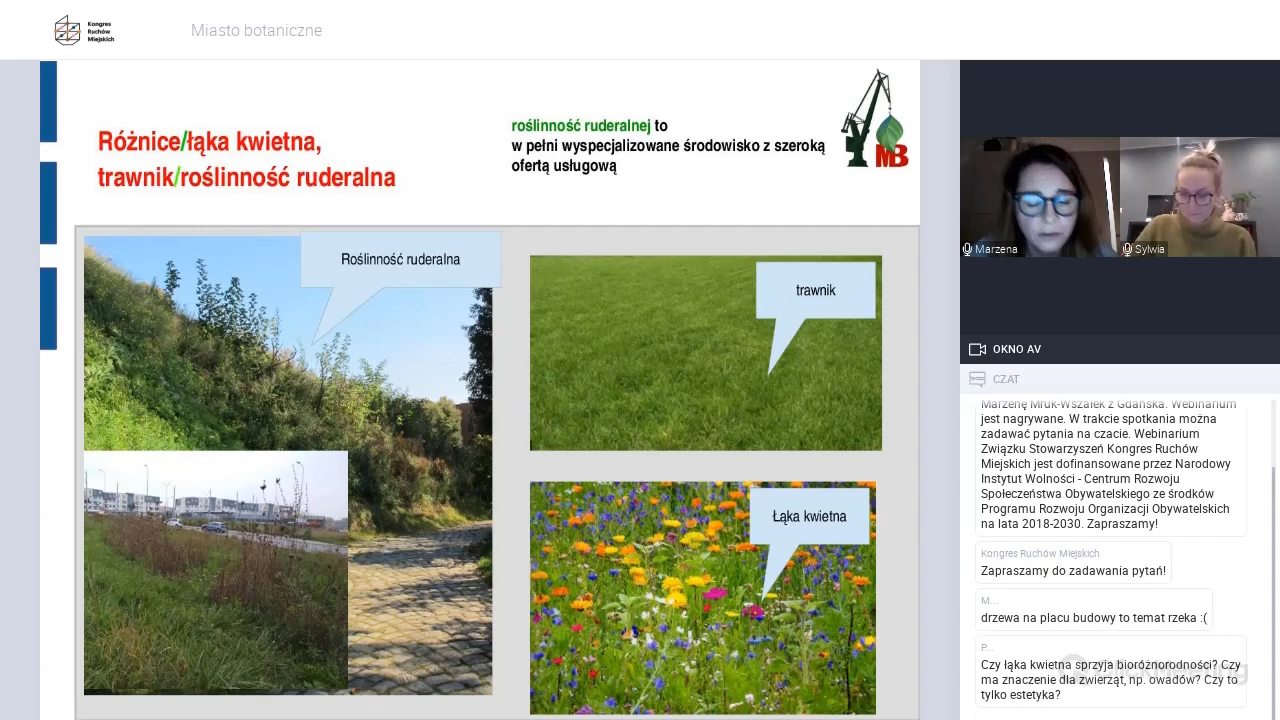 Kongres
Ruchów
Miejskich
Miasto botaniczne
Różnice/łąka kwietna,
trawnik/roślinność ruderalna
roślinność ruderalnej to
w pełni wyspecjalizowane środowisko z szeroką
ofertą usługową
MB
Roślinność ruderalna
trawnik
Łąka kwietna
Marzena
Sylwia
OKNO AV
CZAT
Marzenę Mruk-Wszałek z Gdańska. Webinarium
jest nagrywane. W trakcie spotkania można
zadawać pytania na czacie. Webinarium
Związku Stowarzyszeń Kongres Ruchów
Miejskich jest dofinansowane przez Narodowy
Instytut Wolności - Centrum Rozwoju
Społeczeństwa Obywatelskiego ze środków
Programu Rozwoju Organizacji Obywatelskich
na lata 2018-2030. Zapraszamy!
Kongres Ruchów Miejskich
Zapraszamy do zadawania pytań!
M...
drzewa na placu budowy to temat rzeka :(
P...
Czy łąka kwietna sprzyja bioróżnorodności? Czy
ma znaczenie dla zwierząt, np. owadów? Czy to
tylko estetyka?